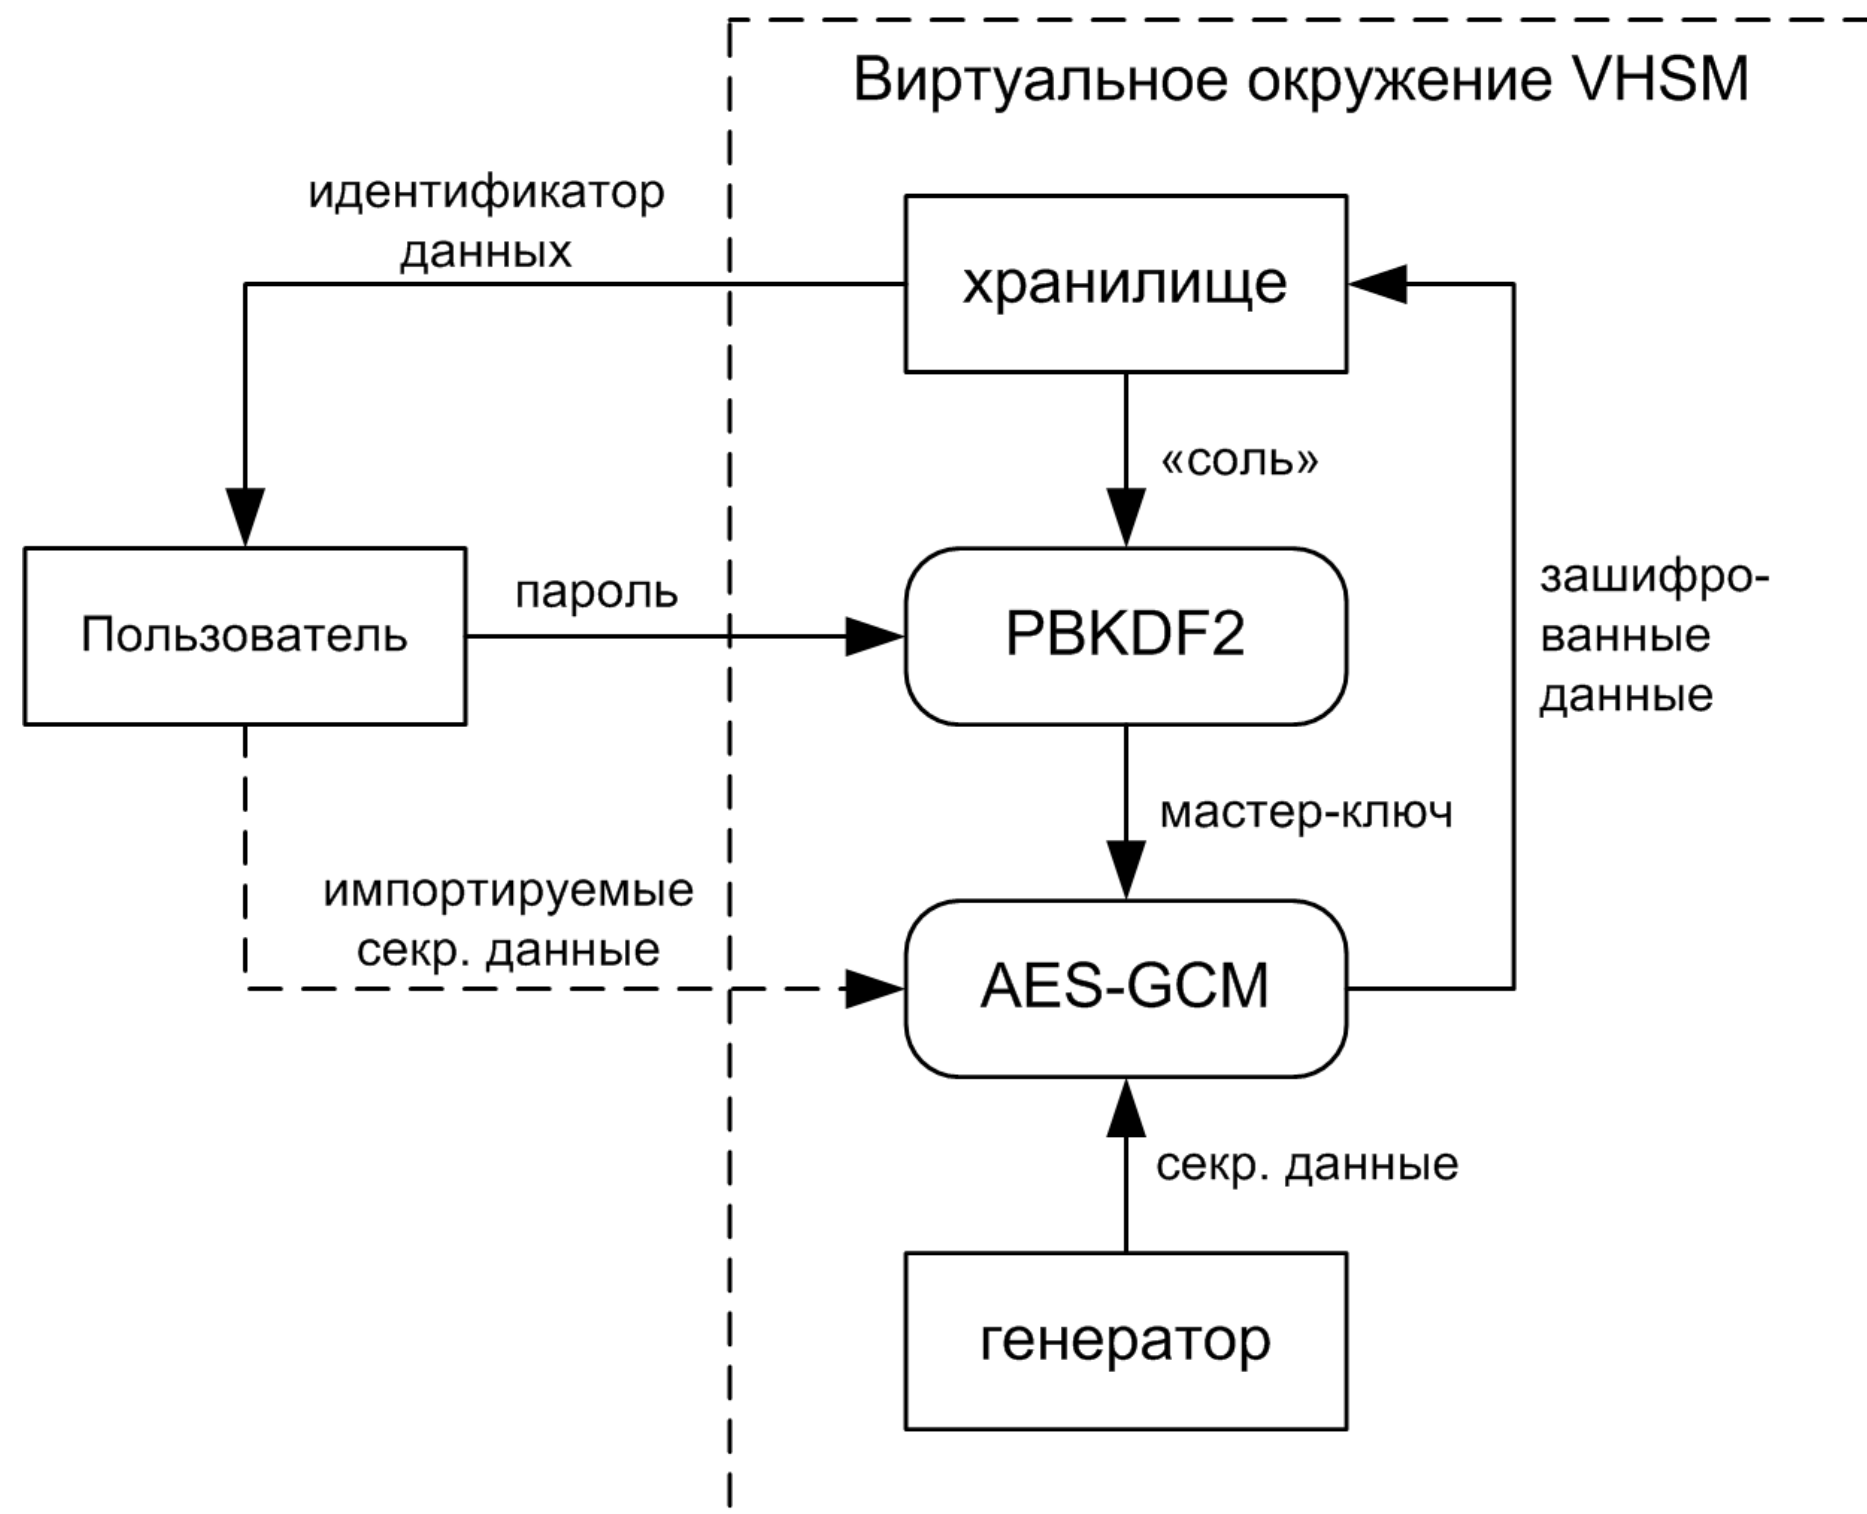 Виртуальное окружение VHSM
идентификатор
данных
хранилище
«соль»
пароль
Пользователь
PBKDF2
зашифро-
ванные
данные
мастер-ключ
импортируемые
секр. данные
AES-GCM
секр. данные
генератор